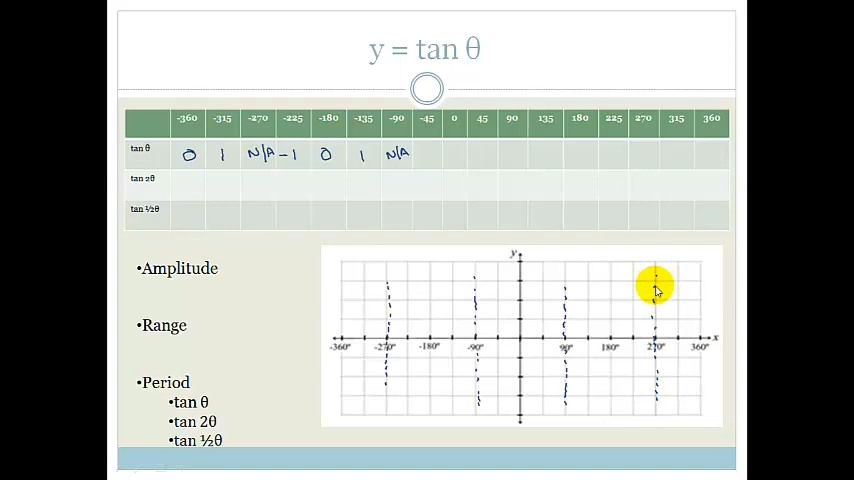 y = tan θ
-360 -315 -270 -225 -180 -135 -90 -45 0 45 90 135 180 225 270 315 360
tan θ 0 1 N/A -1 0 1 N/A
tan 2θ
tan ½θ
•Amplitude
•Range
•Period
•tan θ
•tan 2θ
•tan ½θ
y
x
-360° -270° -180° -90° 90° 180° 270° 360°